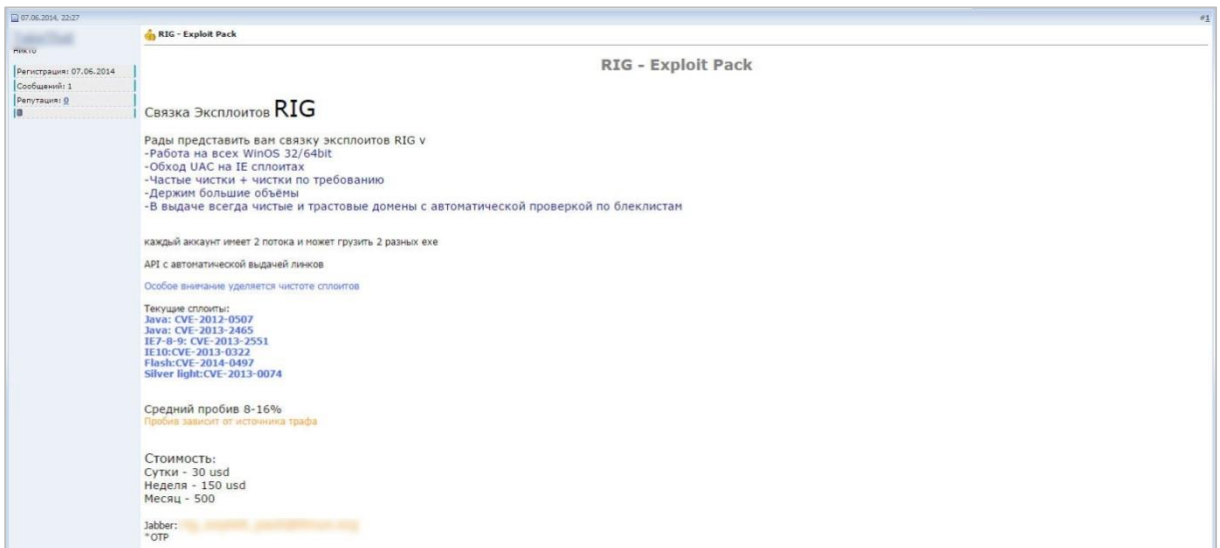 07.06.2014, 22:27
#1
RIG - Exploit Pack
никто
Регистрация: 07.06.2014
Сообщений: 1
Репутация: 0
RIG - Exploit Pack
Связка Эксплоитов RIG
Рады представить вам связку эксплоитов RIG v
-Работа на всех WinOS 32/64bit
-Обход UAC на IE сплоитах
-Частые чистки + чистки по требованию
-Держим большие объёмы
-В выдаче всегда чистые и трастовые домены с автоматической проверкой по блеклистам
каждый аккаунт имеет 2 потока и может грузить 2 разных exe
API с автоматической выдачей линков
Особое внимание уделяется чистоте сплоитов
Текущие сплоиты:
Java: CVE-2012-0507
Java: CVE-2013-2465
IE7-8-9: CVE-2013-2551
IE10:CVE-2013-0322
Flash:CVE-2014-0497
Silver light:CVE-2013-0074
Средний пробив 8-16%
Пробив зависит от источника трафа
Стоимость:
Сутки - 30 usd
Неделя - 150 usd
Месяц - 500
Jabber:
*OTP